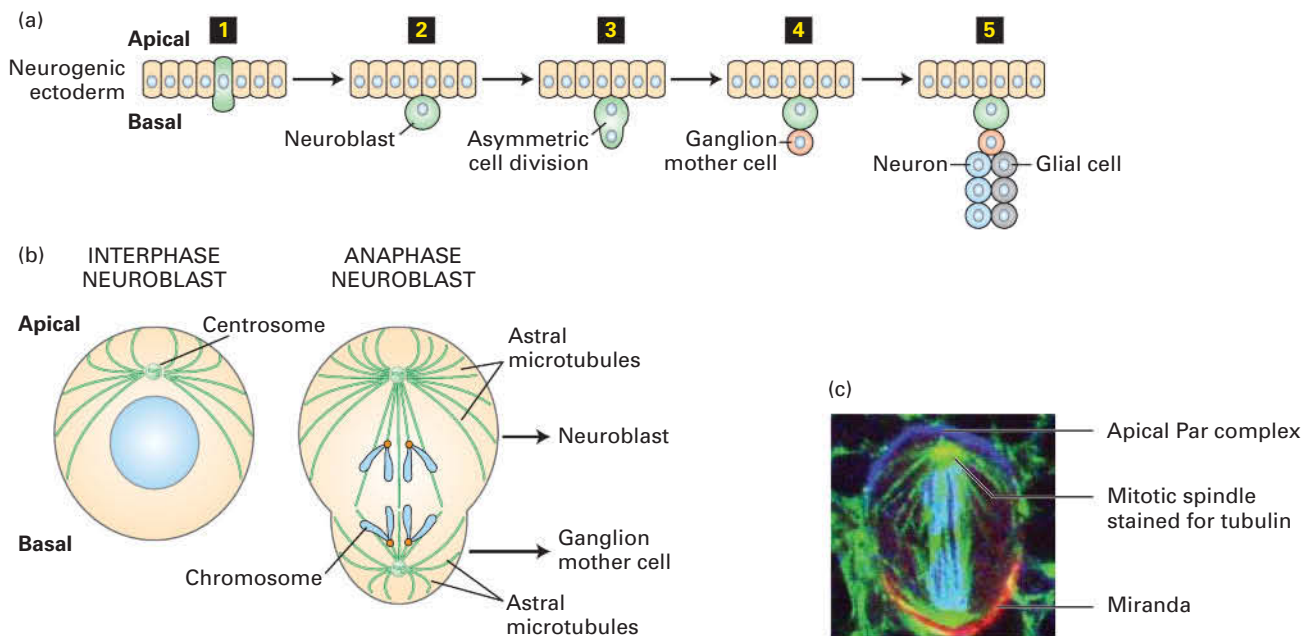 (a)
1 2 3 4 5
Apical
Neurogenic
ectoderm
Basal
Neuroblast
Asymmetric
cell division
Ganglion
mother cell
Neuron
Glial cell
(b)
INTERPHASE
NEUROBLAST
ANAPHASE
NEUROBLAST
Apical
Centrosome
Astral
microtubules
Neuroblast
Basal
Chromosome
Ganglion
mother cell
Astral
microtubules
(c)
Apical Par complex
Mitotic spindle
stained for tubulin
Miranda